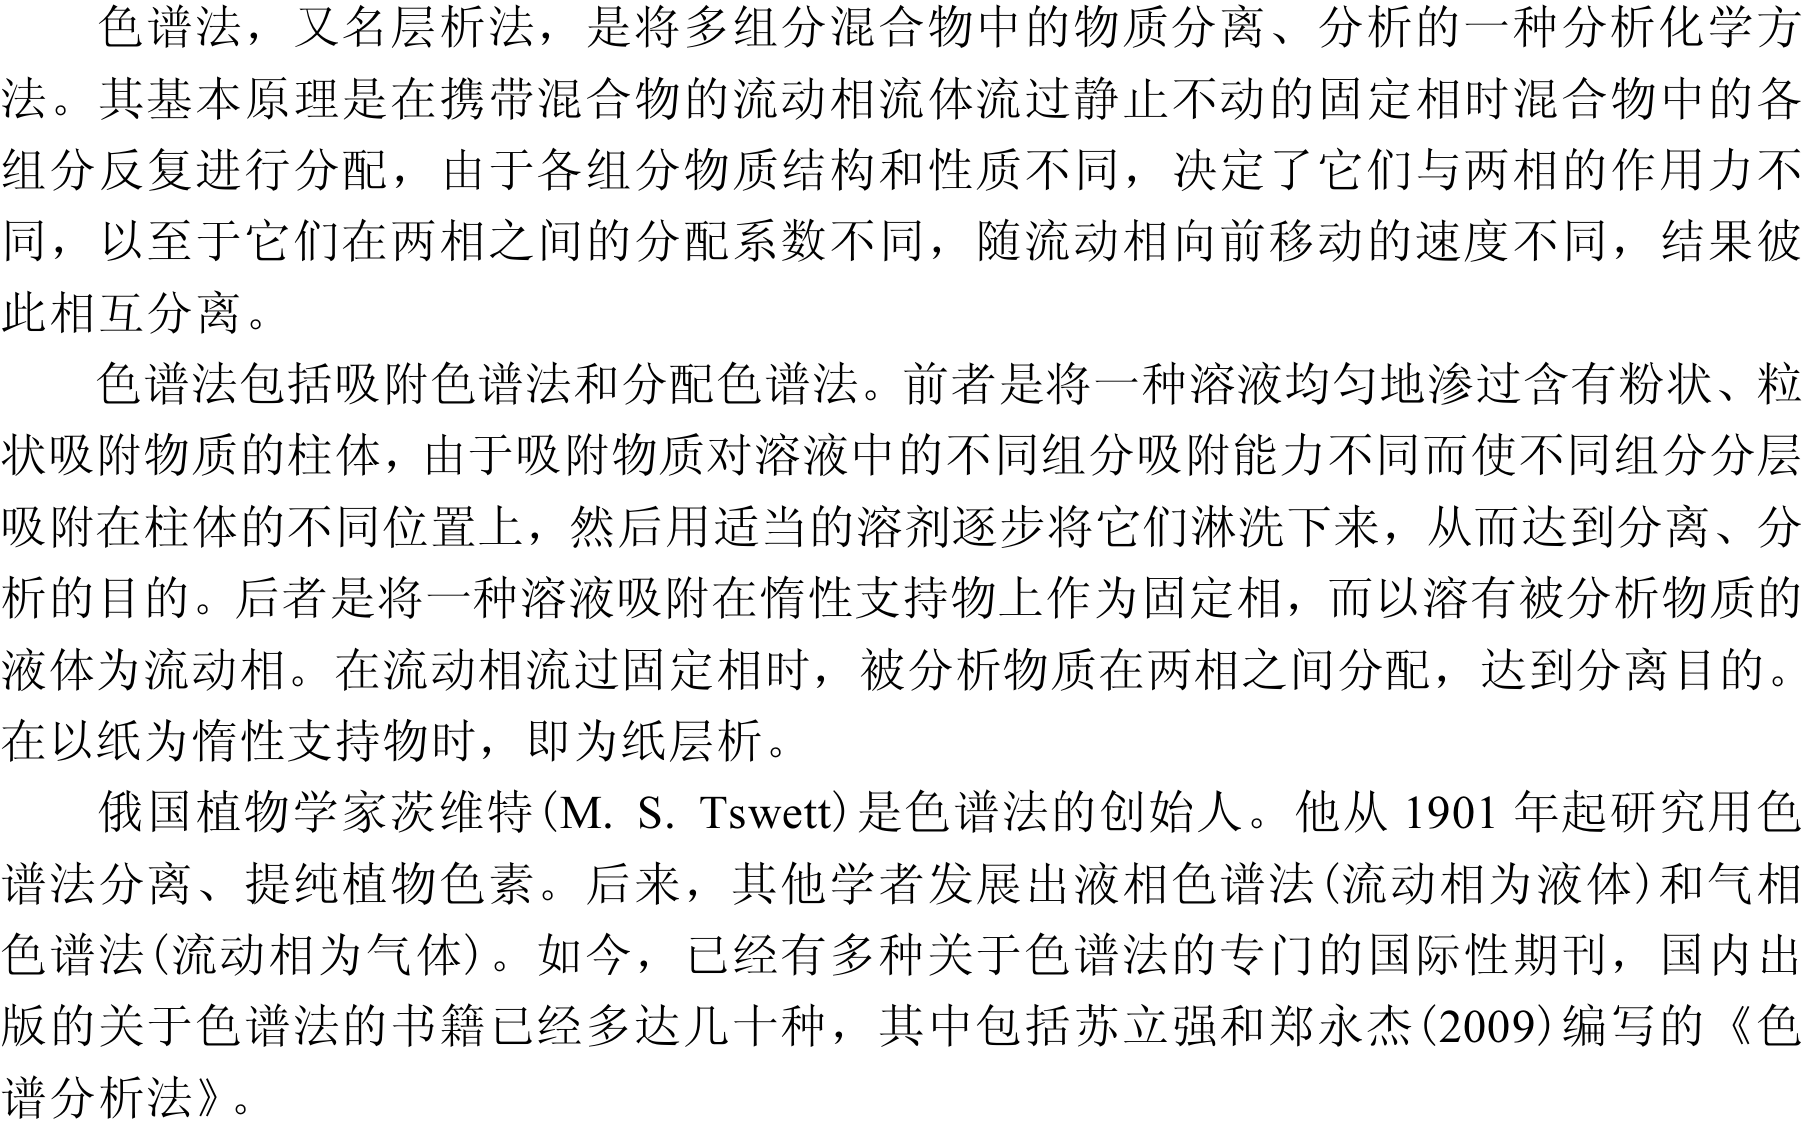 色谱法，又名层析法，是将多组分混合物中的物质分离、分析的一种分析化学方
法。其基本原理是在携带混合物的流动相流体流过静止不动的固定相时混合物中的各
组分反复进行分配，由于各组分物质结构和性质不同，决定了它们与两相的作用力不
同，以至于它们在两相之间的分配系数不同，随流动相向前移动的速度不同，结果彼
此相互分离。
色谱法包括吸附色谱法和分配色谱法。前者是将一种溶液均匀地渗过含有粉状、粒
状吸附物质的柱体，由于吸附物质对溶液中的不同组分吸附能力不同而使不同组分分层
吸附在柱体的不同位置上，然后用适当的溶剂逐步将它们淋洗下来，从而达到分离、分
析的目的。后者是将一种溶液吸附在惰性支持物上作为固定相，而以溶有被分析物质的
液体为流动相。在流动相流过固定相时，被分析物质在两相之间分配，达到分离目的。
在以纸为惰性支持物时，即为纸层析。
俄国植物学家茨维特(M. S. Tswett)是色谱法的创始人。他从 1901 年起研究用色
谱法分离、提纯植物色素。后来，其他学者发展出液相色谱法(流动相为液体)和气相
色谱法(流动相为气体)。如今，已经有多种关于色谱法的专门的国际性期刊，国内出
版的关于色谱法的书籍已经多达几十种，其中包括苏立强和郑永杰(2009)编写的《色
谱分析法》。